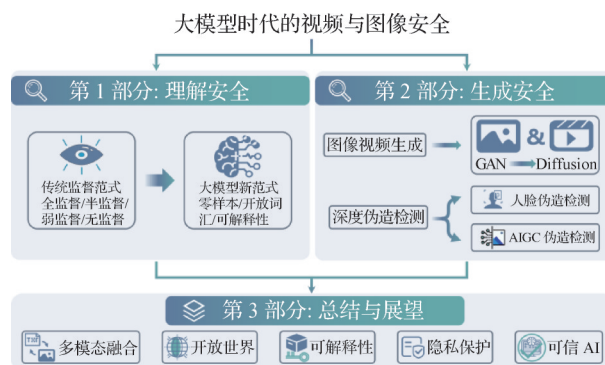 大模型时代的视频与图像安全
第1部分: 理解安全
传统监督范式
全监督/半监督/
弱监督/无监督
大模型新范式
零样本/开放词
汇/可解释性
第2部分: 生成安全
图像视频生成
&
GAN
Diffusion
深度伪造检测
人脸伪造检测
AIGC 伪造检测
第3部分: 总结与展望
TXT
多模态融合
开放世界
可解释性
隐私保护
可信 AI